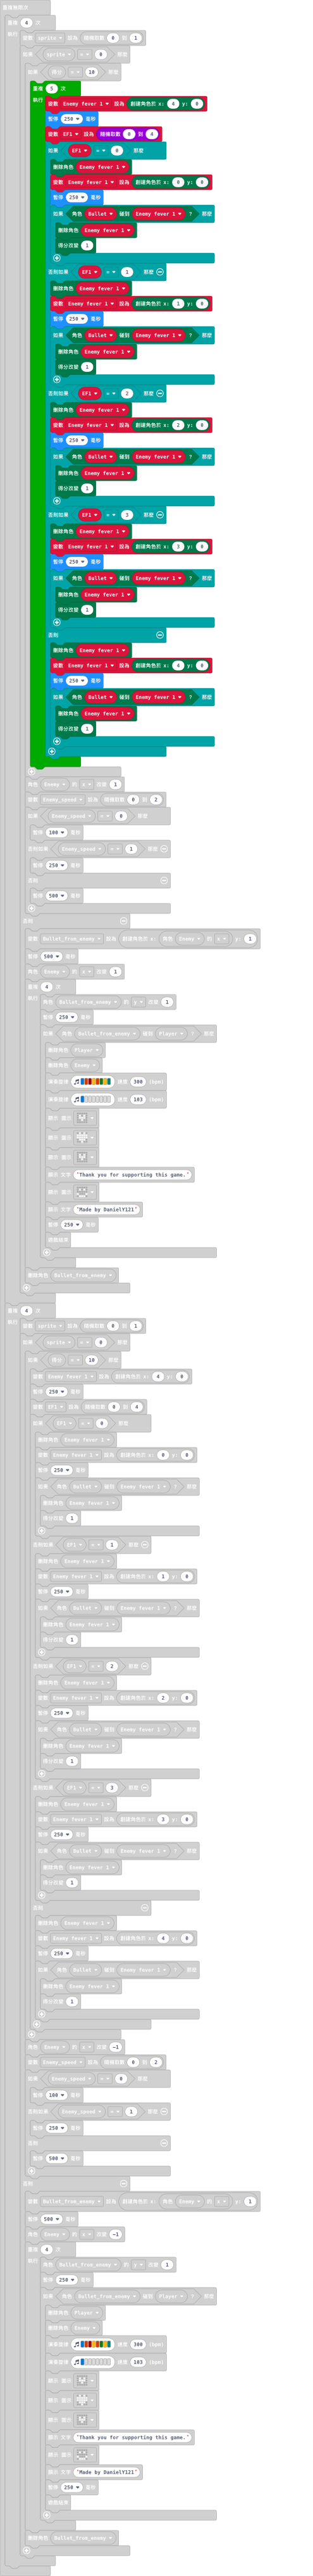 重複無限次
重複 4 次
執行 變數 sprite 設為 隨機取數 0 到 1
如果 sprite = 0 那麼
如果 得分 = 10 那麼
重複 5 次
執行 變數 Enemy fever 1 設為 創建角色於 x: 4 y: 0
暫停 250 毫秒
變數 EF1 設為 隨機取數 0 到 4
如果 EF1 = 0 那麼
刪除角色 Enemy fever 1
變數 Enemy fever 1 設為 創建角色於 x: 0 y: 0
暫停 250 毫秒
如果 角色 Bullet 碰到 Enemy fever 1 ? 那麼
刪除角色 Enemy fever 1
得分改變 1
否則如果 EF1 = 1 那麼
刪除角色 Enemy fever 1
變數 Enemy fever 1 設為 創建角色於 x: 1 y: 0
暫停 250 毫秒
如果 角色 Bullet 碰到 Enemy fever 1 ? 那麼
刪除角色 Enemy fever 1
得分改變 1
否則如果 EF1 = 2 那麼
刪除角色 Enemy fever 1
變數 Enemy fever 1 設為 創建角色於 x: 2 y: 0
暫停 250 毫秒
如果 角色 Bullet 碰到 Enemy fever 1 ? 那麼
刪除角色 Enemy fever 1
得分改變 1
否則如果 EF1 = 3 那麼
刪除角色 Enemy fever 1
變數 Enemy fever 1 設為 創建角色於 x: 3 y: 0
暫停 250 毫秒
如果 角色 Bullet 碰到 Enemy fever 1 ? 那麼
刪除角色 Enemy fever 1
得分改變 1
否則
刪除角色 Enemy fever 1
變數 Enemy fever 1 設為 創建角色於 x: 4 y: 0
暫停 250 毫秒
如果 角色 Bullet 碰到 Enemy fever 1 ? 那麼
刪除角色 Enemy fever 1
得分改變 1
角色 Enemy 的 x 改變 1
變數 Enemy_speed 設為 隨機取數 0 到 2
如果 Enemy_speed = 0 那麼
暫停 100 毫秒
否則如果 Enemy_speed = 1 那麼
暫停 250 毫秒
否則
暫停 500 毫秒
否則
變數 Bullet_from_enemy 設為 創建角色於 x: 角色 Enemy 的 x y: 1
暫停 500 毫秒
角色 Enemy 的 x 改變 1
重複 4 次
執行 角色 Bullet_from_enemy 的 y 改變 1
暫停 250 毫秒
如果 角色 Bullet_from_enemy 碰到 Player ? 那麼
刪除角色 Player
刪除角色 Enemy
演奏旋律 速度 300 (bpm)
演奏旋律 速度 103 (bpm)
顯示 圖示
顯示 圖示
顯示 圖示
顯示 文字 "Thank you for supporting this game."
顯示 圖示
顯示 文字 "Made by DanielY121"
暫停 250 毫秒
遊戲結束
刪除角色 Bullet_from_enemy
重複 4 次
執行 變數 sprite 設為 隨機取數 0 到 1
如果 sprite = 0 那麼
如果 得分 = 10 那麼
變數 Enemy fever 1 設為 創建角色於 x: 4 y: 0
暫停 250 毫秒
變數 EF1 設為 隨機取數 0 到 4
如果 EF1 = 0 那麼
刪除角色 Enemy fever 1
變數 Enemy fever 1 設為 創建角色於 x: 0 y: 0
暫停 250 毫秒
如果 角色 Bullet 碰到 Enemy fever 1 ? 那麼
刪除角色 Enemy fever 1
得分改變 1
否則如果 EF1 = 1 那麼
刪除角色 Enemy fever 1
變數 Enemy fever 1 設為 創建角色於 x: 1 y: 0
暫停 250 毫秒
如果 角色 Bullet 碰到 Enemy fever 1 ? 那麼
刪除角色 Enemy fever 1
得分改變 1
否則如果 EF1 = 2 那麼
刪除角色 Enemy fever 1
變數 Enemy fever 1 設為 創建角色於 x: 2 y: 0
暫停 250 毫秒
如果 角色 Bullet 碰到 Enemy fever 1 ? 那麼
刪除角色 Enemy fever 1
得分改變 1
否則如果 EF1 = 3 那麼
刪除角色 Enemy fever 1
變數 Enemy fever 1 設為 創建角色於 x: 3 y: 0
暫停 250 毫秒
如果 角色 Bullet 碰到 Enemy fever 1 ? 那麼
刪除角色 Enemy fever 1
得分改變 1
否則
刪除角色 Enemy fever 1
變數 Enemy fever 1 設為 創建角色於 x: 4 y: 0
暫停 250 毫秒
如果 角色 Bullet 碰到 Enemy fever 1 ? 那麼
刪除角色 Enemy fever 1
得分改變 1
角色 Enemy 的 x 改變 -1
變數 Enemy_speed 設為 隨機取數 0 到 2
如果 Enemy_speed = 0 那麼
暫停 100 毫秒
否則如果 Enemy_speed = 1 那麼
暫停 250 毫秒
否則
暫停 500 毫秒
否則
變數 Bullet_from_enemy 設為 創建角色於 x: 角色 Enemy 的 x y: 1
暫停 500 毫秒
角色 Enemy 的 x 改變 -1
重複 4 次
執行 角色 Bullet_from_enemy 的 y 改變 1
暫停 250 毫秒
如果 角色 Bullet_from_enemy 碰到 Player ? 那麼
刪除角色 Player
刪除角色 Enemy
演奏旋律 速度 300 (bpm)
演奏旋律 速度 103 (bpm)
顯示 圖示
顯示 圖示
顯示 圖示
顯示 文字 "Thank you for supporting this game."
顯示 圖示
顯示 文字 "Made by DanielY121"
暫停 250 毫秒
遊戲結束
刪除角色 Bullet_from_enemy